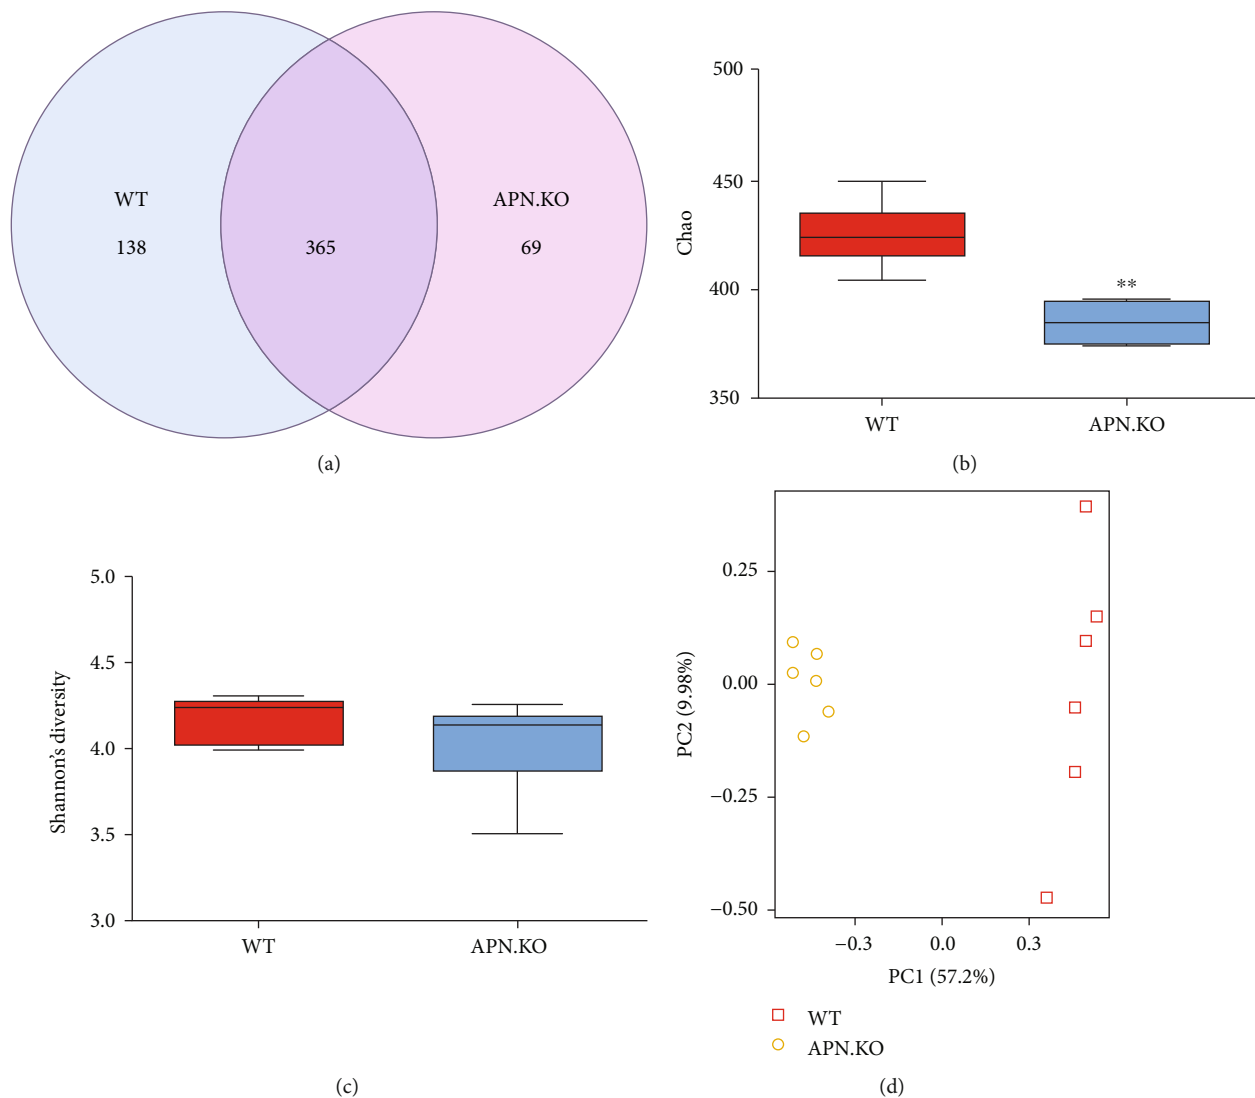 WT
APN.KO
138
365
69
(a)
500
450
400
350
Chao
**
WT
APN.KO
(b)
5.0
4.5
4.0
3.5
3.0
Shannon's diversity
WT
APN.KO
(c)
0.25
0.00
−0.25
−0.50
PC2 (9.98%)
−0.3
0.0
0.3
PC1 (57.2%)
WT
APN.KO
(d)